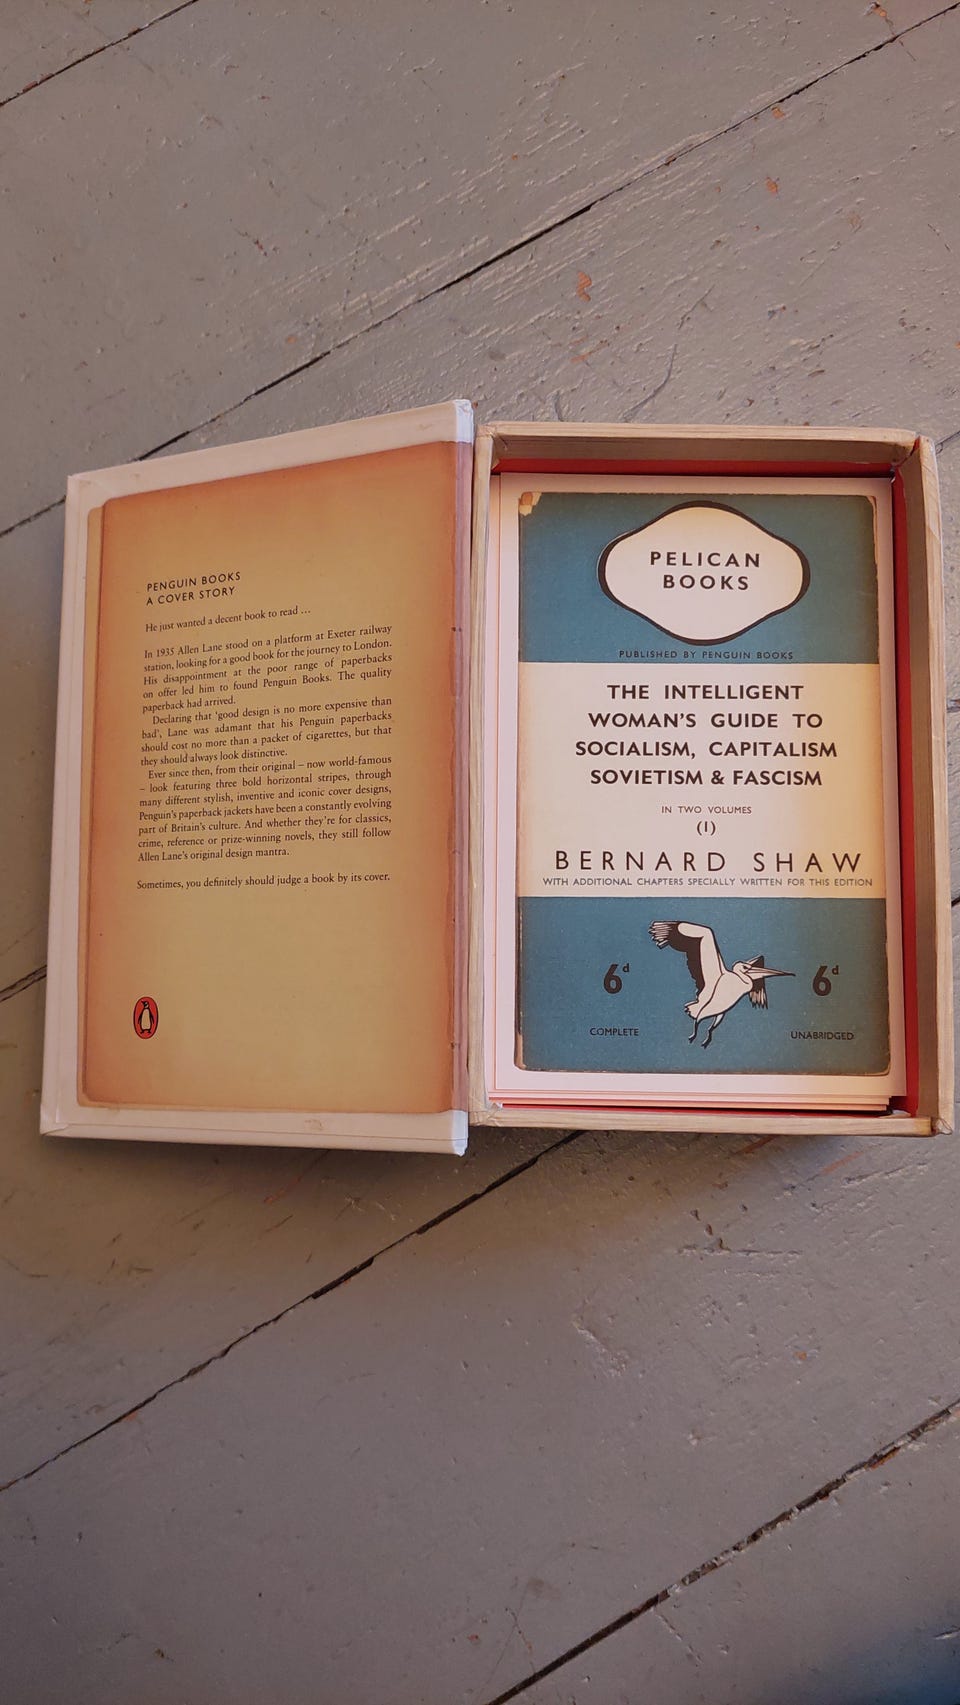 PENGUIN BOOKS
A COVER STORY
He just wanted a decent book to read ...
In 1935 Allen Lane stood on a platform at Exeter railway
station, looking for a good book for the journey to London.
His disappointment at the poor range of paperbacks
on offer led him to found Penguin Books. The quality
paperback had arrived.
Declaring that ‘good design is no more expensive than
bad’, Lane was adamant that his Penguin paperbacks
should cost no more than a packet of cigarettes, but that
they should always look distinctive.
Ever since then, from their original – now world-famous
– look featuring three bold horizontal stripes, through
many different stylish, inventive and iconic cover designs,
Penguin's paperback jackets have been a constantly evolving
part of Britain's culture. And whether they're for classics,
crime, reference or prize-winning novels, they still follow
Allen Lane's original design mantra.
Sometimes, you definitely should judge a book by its cover.
PELICAN
BOOKS
PUBLISHED BY PENGUIN BOOKS
THE INTELLIGENT
WOMAN'S GUIDE TO
SOCIALISM, CAPITALISM
SOVIETISM & FASCISM
IN TWO VOLUMES
(I)
BERNARD SHAW
WITH ADDITIONAL CHAPTERS SPECIALLY WRITTEN FOR THIS EDITION
6d 6d
COMPLETE UNABRIDGED